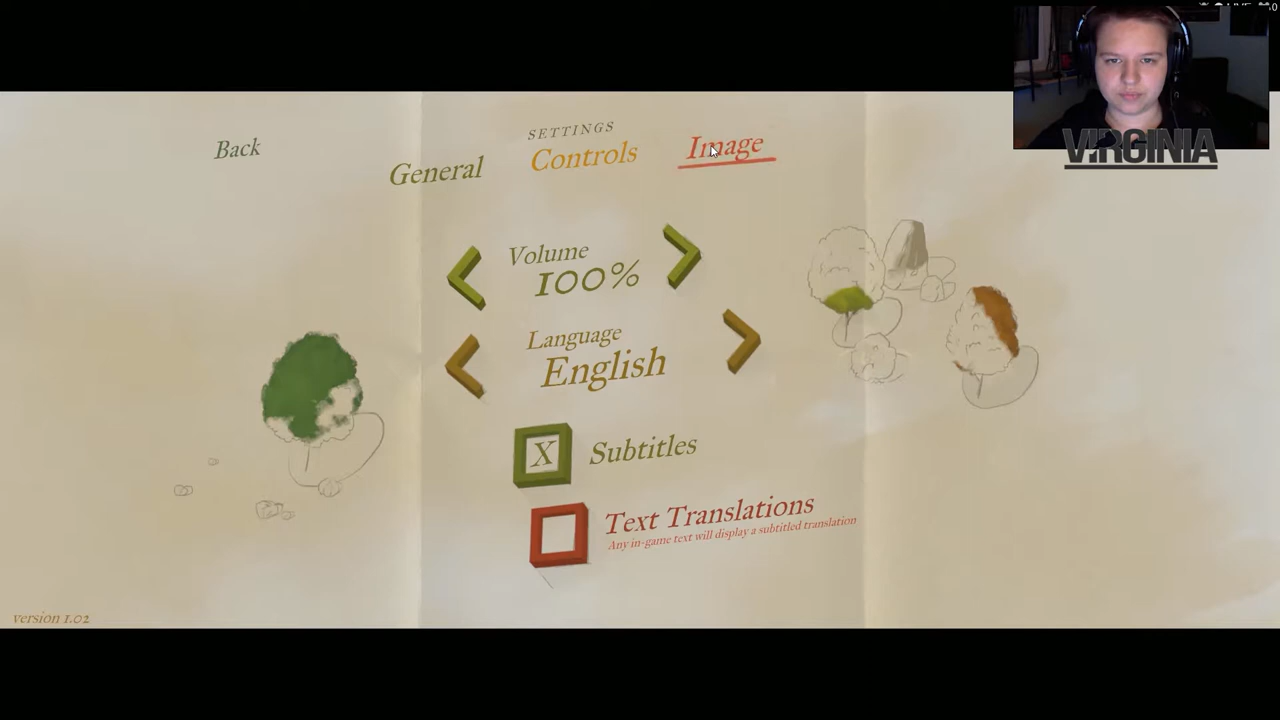 Back
SETTINGS
General
Controls
Image
VIRGINIA
Volume
100%
Language
English
X
Subtitles
Text Translations
Any in-game text will display a subtitled translation
version 1.02